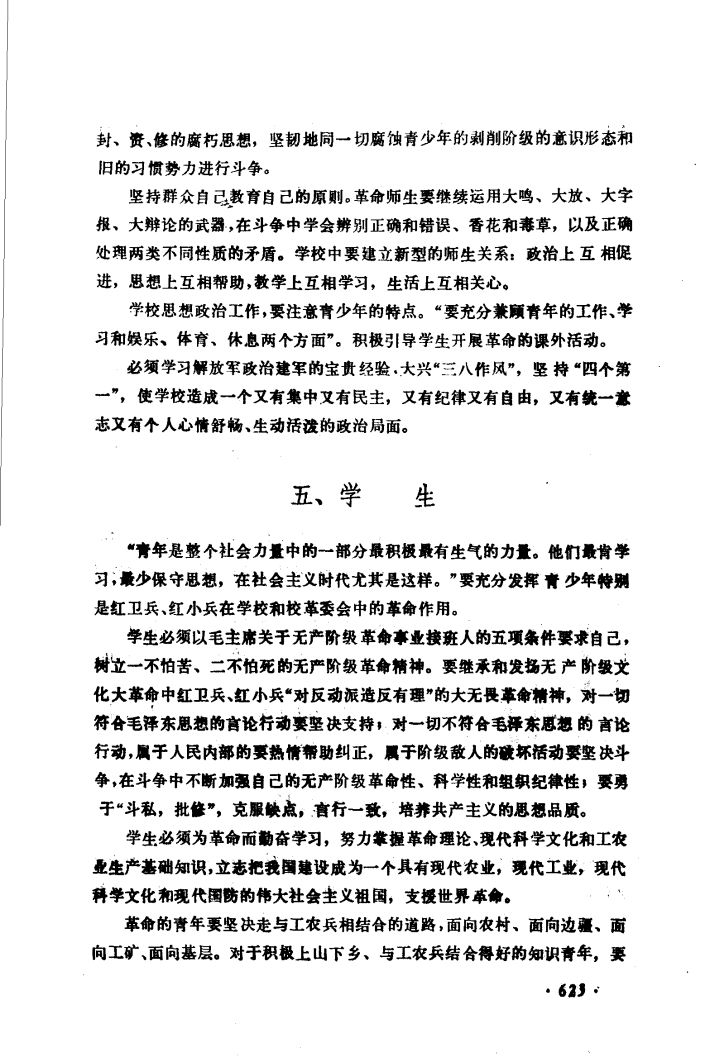 封、资、修的腐朽思想，坚韧地同一切腐蚀青少年的剥削阶级的意识形态和
旧的习惯势力进行斗争。
坚持群众自己教育自己的原则。革命师生要继续运用大鸣、大放、大字
报、大辩论的武器，在斗争中学会辨别正确和错误、香花和毒草，以及正确
处理两类不同性质的矛盾。学校中要建立新型的师生关系：政治上互相促
进，思想上互相帮助，教学上互相学习，生活上互相关心。
学校思想政治工作，要注意青少年的特点。“要充分兼顾青年的工作、学
习和娱乐、体育、休息两个方面”。积极引导学生开展革命的课外活动。
必须学习解放军政治建军的宝贵经验，大兴“三八作风”，坚持“四个第
一”，使学校造成一个又有集中又有民主，又有纪律又有自由，又有统一意
志又有个人心情舒畅、生动活泼的政治局面。
五、学　　生
“青年是整个社会力量中的一部分最积极最有生气的力量。他们最肯学
习，最少保守思想，在社会主义时代尤其是这样。”要充分发挥青少年特别
是红卫兵、红小兵在学校和校革委会中的革命作用。
学生必须以毛主席关于无产阶级革命事业接班人的五项条件要求自己，
树立一不怕苦、二不怕死的无产阶级革命精神。要继承和发扬无产阶级文
化大革命中红卫兵、红小兵“对反动派造反有理”的大无畏革命精神，对一切
符合毛泽东思想的言论行动要坚决支持；对一切不符合毛泽东思想的言论
行动，属于人民内部的要热情帮助纠正，属于阶级敌人的破坏活动要坚决斗
争，在斗争中不断加强自己的无产阶级革命性、科学性和组织纪律性；要勇
于“斗私，批修”，克服缺点，言行一致，培养共产主义的思想品质。
学生必须为革命而勤奋学习，努力掌握革命理论、现代科学文化和工农
业生产基础知识，立志把我国建设成为一个具有现代农业，现代工业，现代
科学文化和现代国防的伟大社会主义祖国，支援世界革命。
革命的青年要坚决走与工农兵相结合的道路，面向农村、面向边疆、面
向工矿、面向基层。对于积极上山下乡、与工农兵结合得好的知识青年，要
· 623 ·